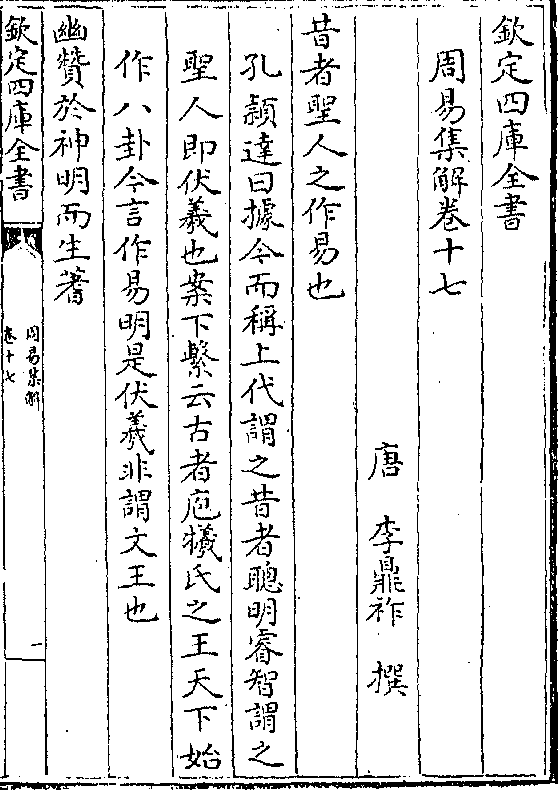 欽定四庫全書
周易集解卷十七
唐 李鼎祚 撰
昔者聖人之作易也
孔穎達曰據今而稱上代謂之昔者聰明睿智謂之
聖人即伏羲也案下繫云古者庖犧氏之王天下始
作八卦今言作易明是伏羲非謂文王也
幽贊於神明而生蓍
欽定四庫全書
周易集解
卷十七
一